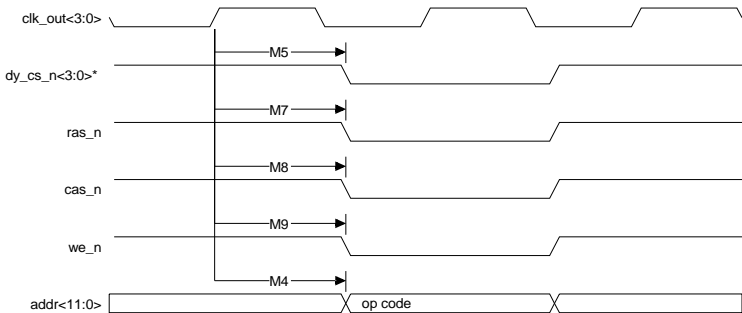 clk_out<3:0>
M5
dy_cs_n<3:0>*
M7
ras_n
M8
cas_n
M9
we_n
M4
addr<11:0>
op code